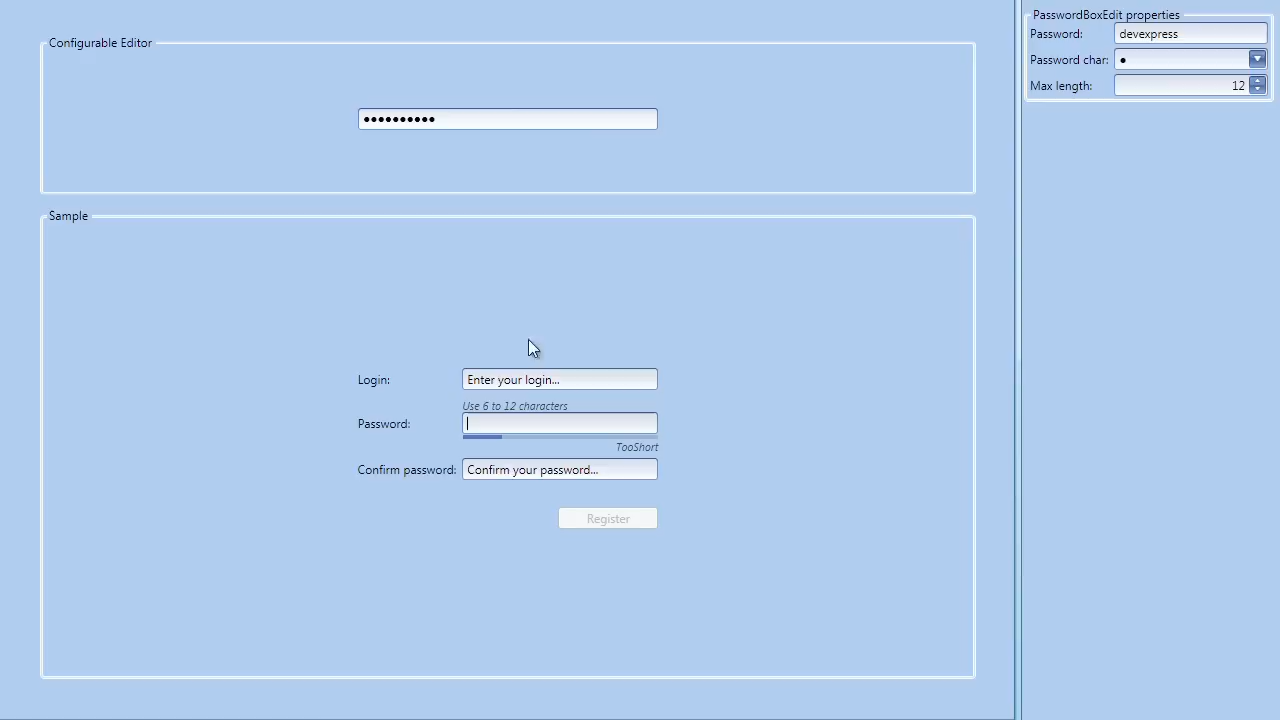 Configurable Editor
●●●●●●●●●●
Sample
Login: Enter your login...
Use 6 to 12 characters
Password:
TooShort
Confirm password: Confirm your password...
Register
PasswordBoxEdit properties
Password: devexpress
Password char: ●
Max length: 12